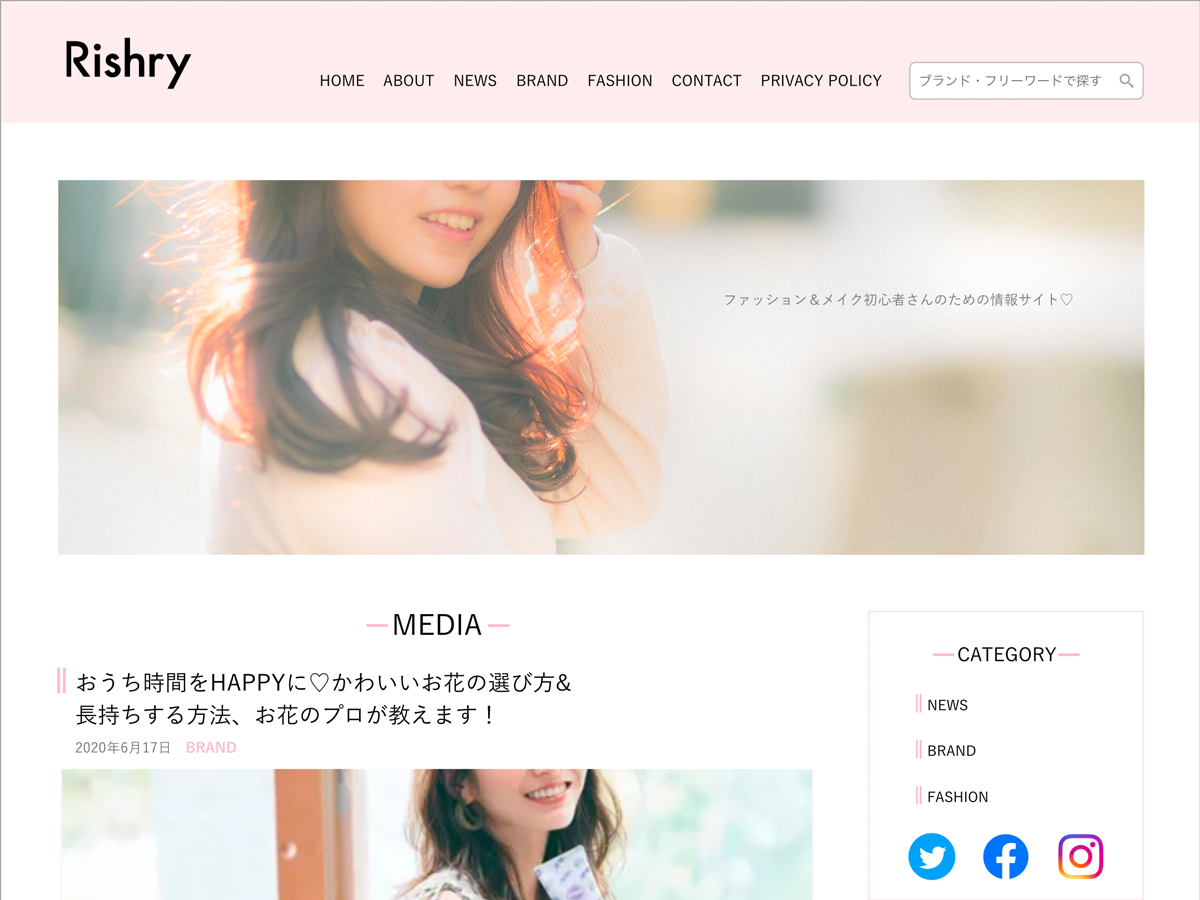 Rishry
HOME ABOUT NEWS BRAND FASHION CONTACT PRIVACY POLICY
ブランド・フリーワードで探す
ファッション＆メイク初心者さんのための情報サイト♡
MEDIA
おうち時間をHAPPYに♡かわいいお花の選び方&
長持ちする方法、お花のプロが教えます！
2020年6月17日 BRAND
CATEGORY
NEWS
BRAND
FASHION